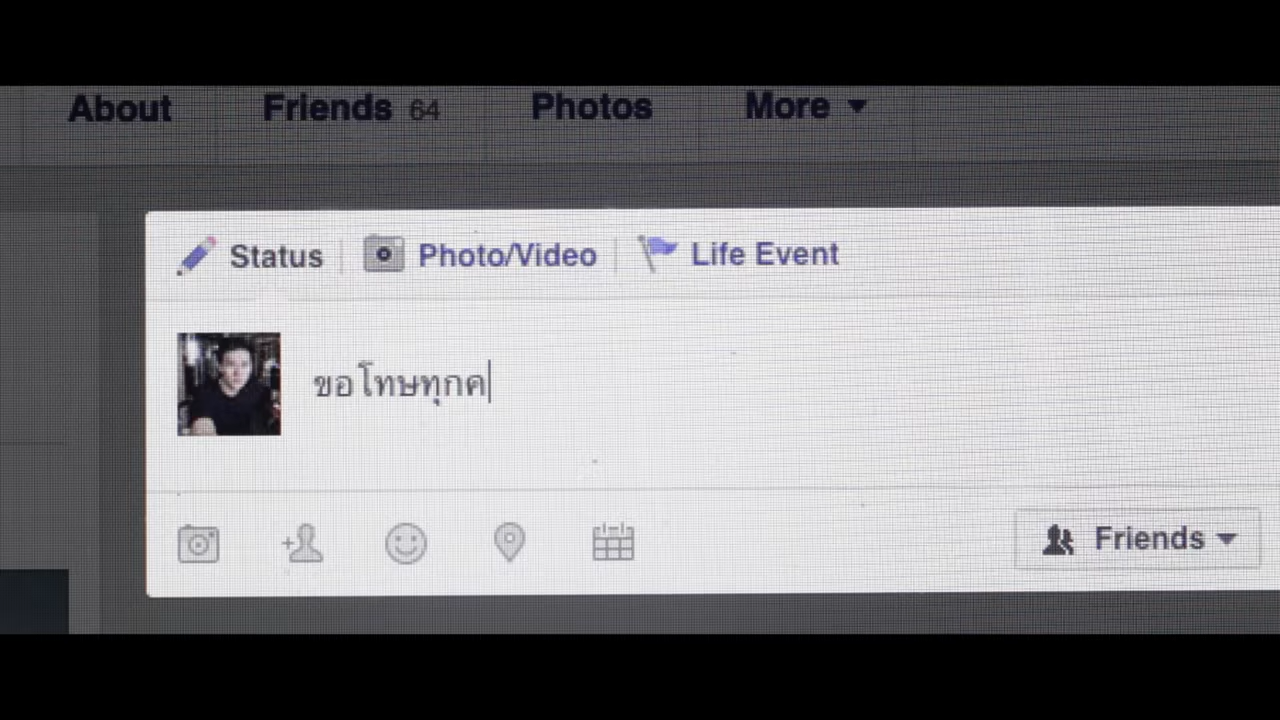 About Friends 64 Photos More
Status Photo/Video Life Event
ขอโทษทุกค
Friends